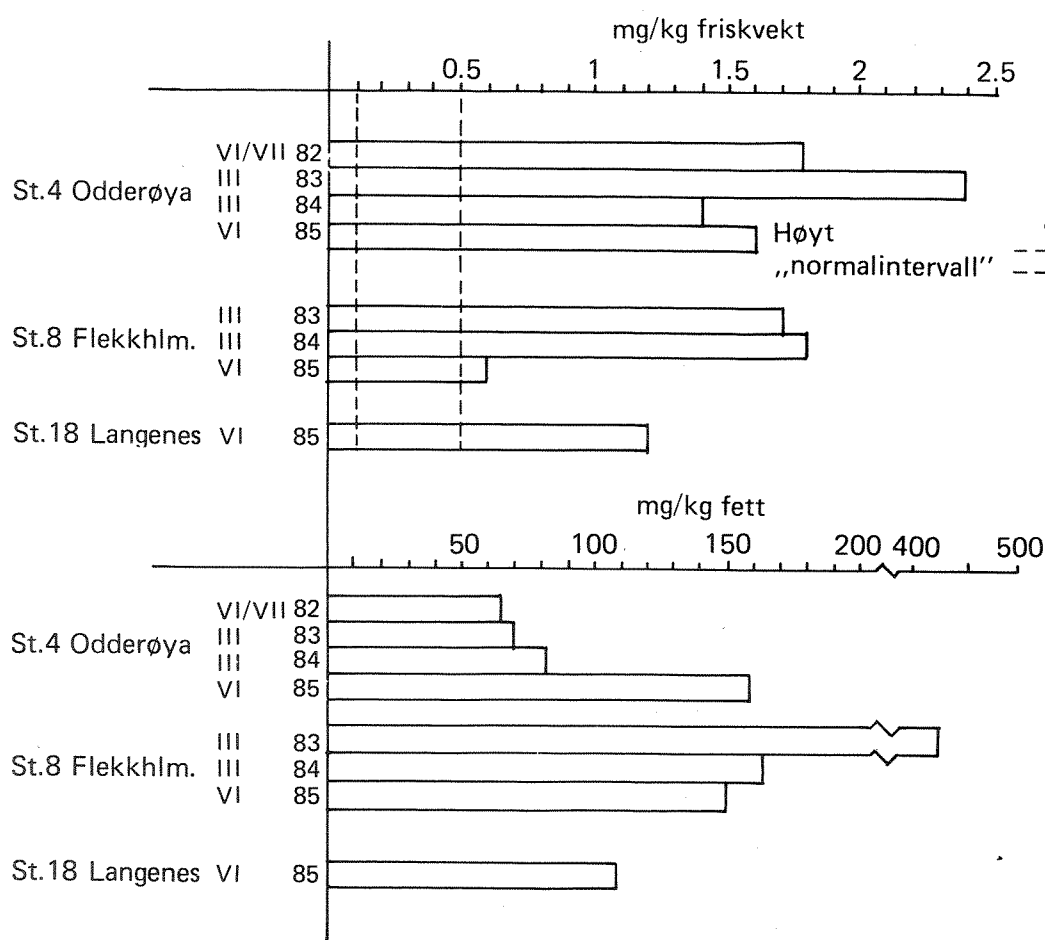 mg/kg friskvekt
0.5 1 1.5 2 2.5
VI/VII 82
St.4 Odderøya III 83
III 84
VI 85
Høyt
„normalintervall”
III 83
St.8 Flekkhlm. III 84
VI 85
St.18 Langenes VI 85
mg/kg fett
50 100 150 200 400 500
VI/VII 82
St.4 Odderøya III 83
III 84
VI 85
III 83
St.8 Flekkhlm. III 84
VI 85
St.18 Langenes VI 85